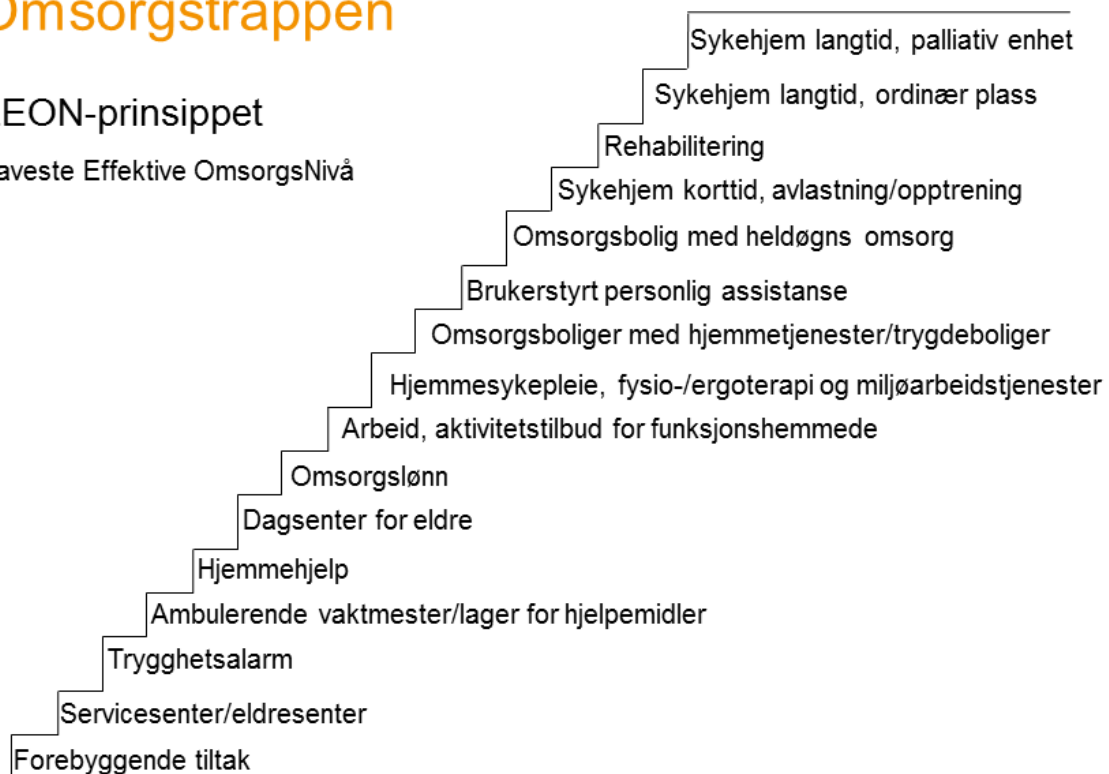 Omsorgstrappen
EON-prinsippet
aveste Effektive OmsorgsNivå
Sykehjem langtid, palliativ enhet
Sykehjem langtid, ordinær plass
Rehabilitering
Sykehjem korttid, avlastning/opptrening
Omsorgsbolig med heldøgns omsorg
Brukerstyrt personlig assistanse
Omsorgsboliger med hjemmetjenester/trygdeboliger
Hjemmesykepleie, fysio-/ergoterapi og miljøarbeidstjenester
Arbeid, aktivitetstilbud for funksjonshemmede
Omsorgslønn
Dagsenter for eldre
Hjemmehjelp
Ambulerende vaktmester/lager for hjelpemidler
Trygghetsalarm
Servicesenter/eldresenter
Forebyggende tiltak